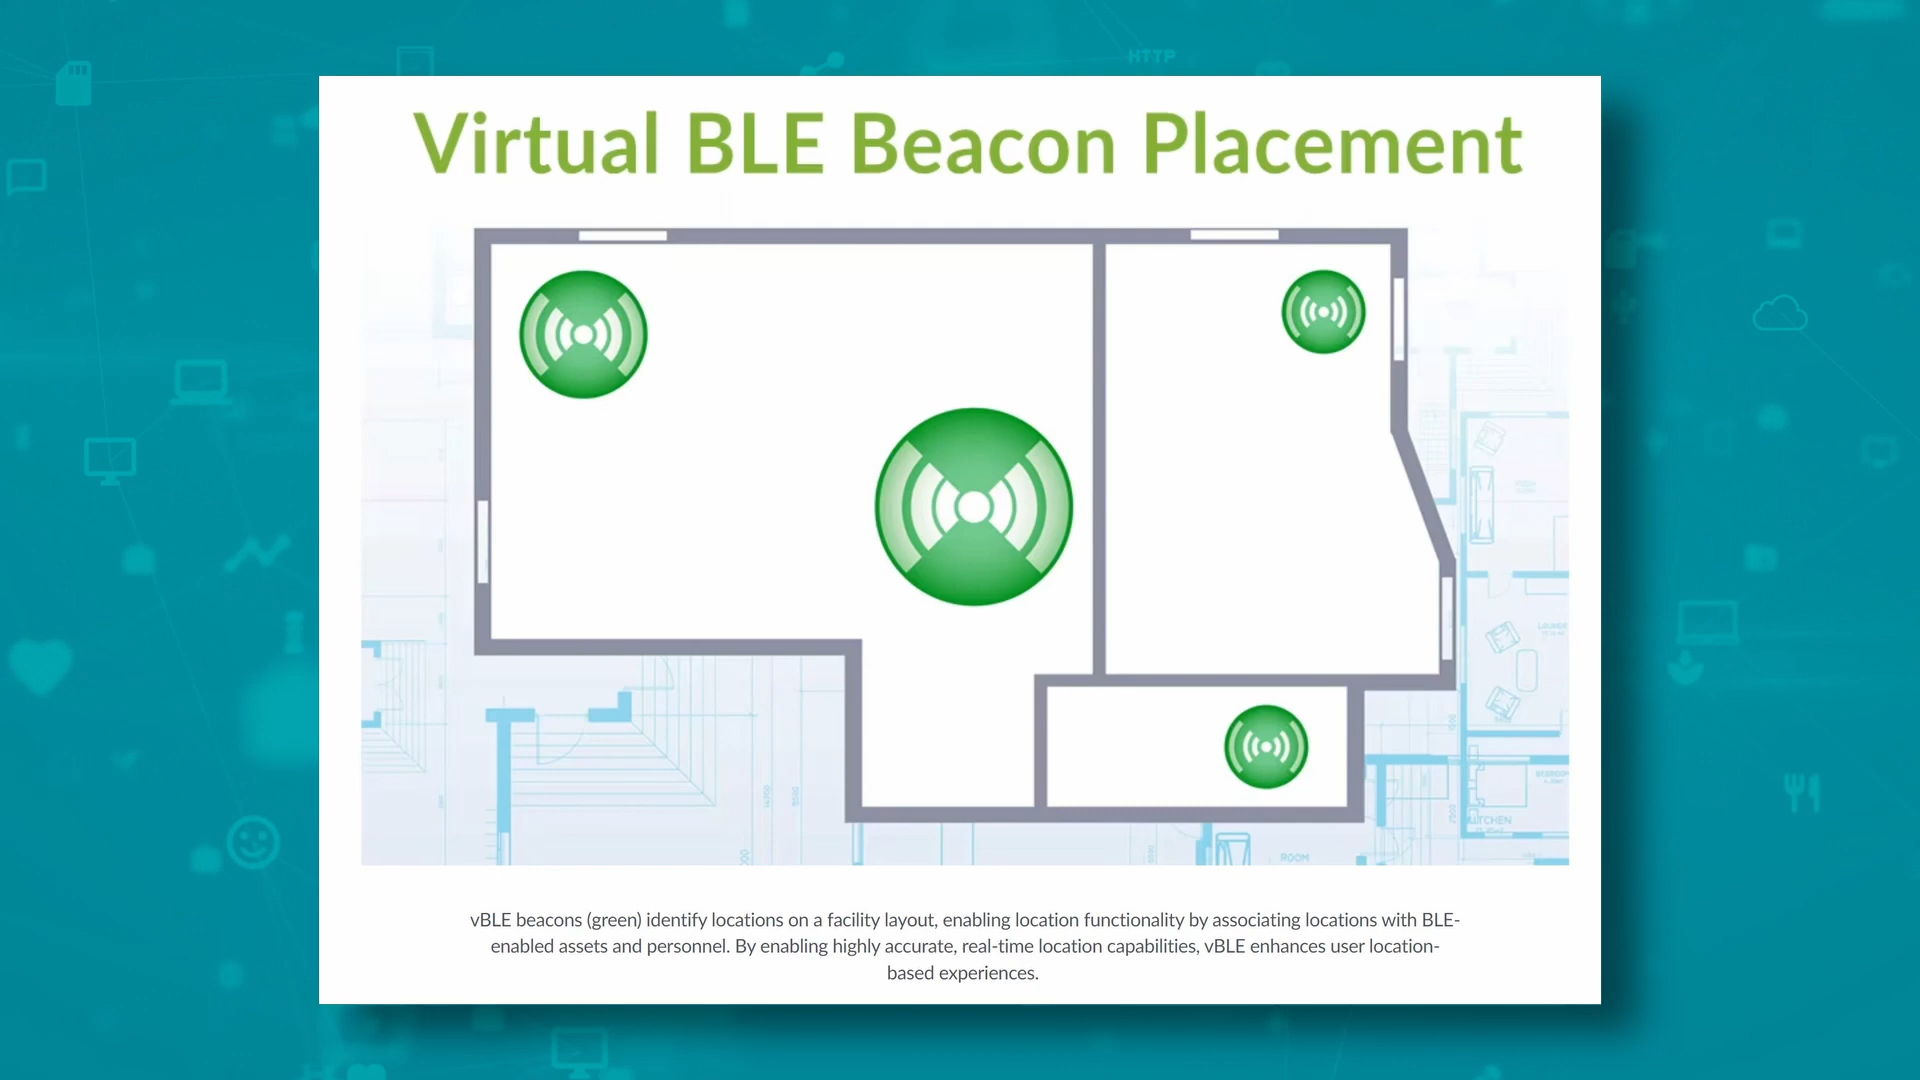 HTTP
Virtual BLE Beacon Placement
ROOM
vBLE beacons (green) identify locations on a facility layout, enabling location functionality by associating locations with BLE-
enabled assets and personnel. By enabling highly accurate, real-time location capabilities, vBLE enhances user location-
based experiences.